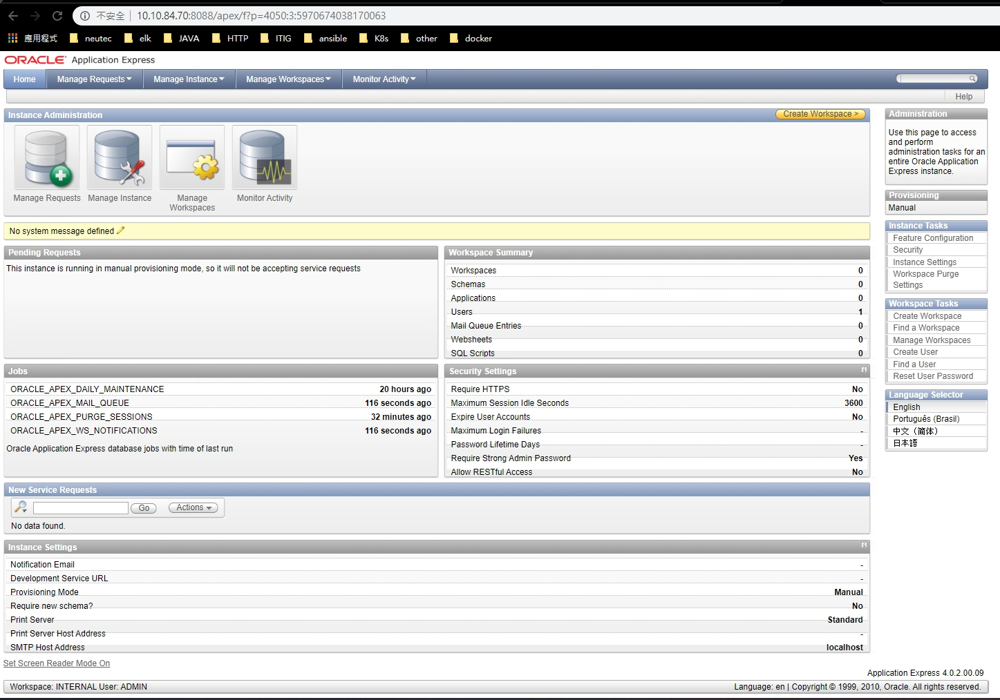 不安全 10.10.84.70:8088/apex/f?p=4050:3:5970674038170063
應用程式 neutec elk JAVA HTTP ITIG ansible K8s other docker
ORACLE Application Express
Home Manage Requests Manage Instance Manage Workspaces Monitor Activity
Help
Instance Administration Create Workspace >
Manage Requests Manage Instance Manage Workspaces Monitor Activity
No system message defined
Pending Requests
This instance is running in manual provisioning mode, so it will not be accepting service requests
Workspace Summary
Workspaces 0
Schemas 0
Applications 0
Users 1
Mail Queue Entries 0
Websheets 0
SQL Scripts 0
Jobs
ORACLE_APEX_DAILY_MAINTENANCE 20 hours ago
ORACLE_APEX_MAIL_QUEUE 116 seconds ago
ORACLE_APEX_PURGE_SESSIONS 32 minutes ago
ORACLE_APEX_WS_NOTIFICATIONS 116 seconds ago
Oracle Application Express database jobs with time of last run
Security Settings
Require HTTPS No
Maximum Session Idle Seconds 3600
Expire User Accounts No
Maximum Login Failures -
Password Lifetime Days -
Require Strong Admin Password Yes
Allow RESTful Access No
New Service Requests
Go Actions
No data found.
Instance Settings
Notification Email -
Development Service URL -
Provisioning Mode Manual
Require new schema? No
Print Server Standard
Print Server Host Address -
SMTP Host Address localhost
Administration
Use this page to access
and perform
administration tasks for an
entire Oracle Application
Express instance.
Provisioning
Manual
Instance Tasks
Feature Configuration
Security
Instance Settings
Workspace Purge
Settings
Workspace Tasks
Create Workspace
Find a Workspace
Manage Workspaces
Create User
Find a User
Reset User Password
Language Selector
English
Português (Brasil)
中文（简体）
日本語
Set Screen Reader Mode On
Application Express 4.0.2.00.09
Workspace: INTERNAL User: ADMIN Language: en | Copyright © 1999, 2010, Oracle. All rights reserved.